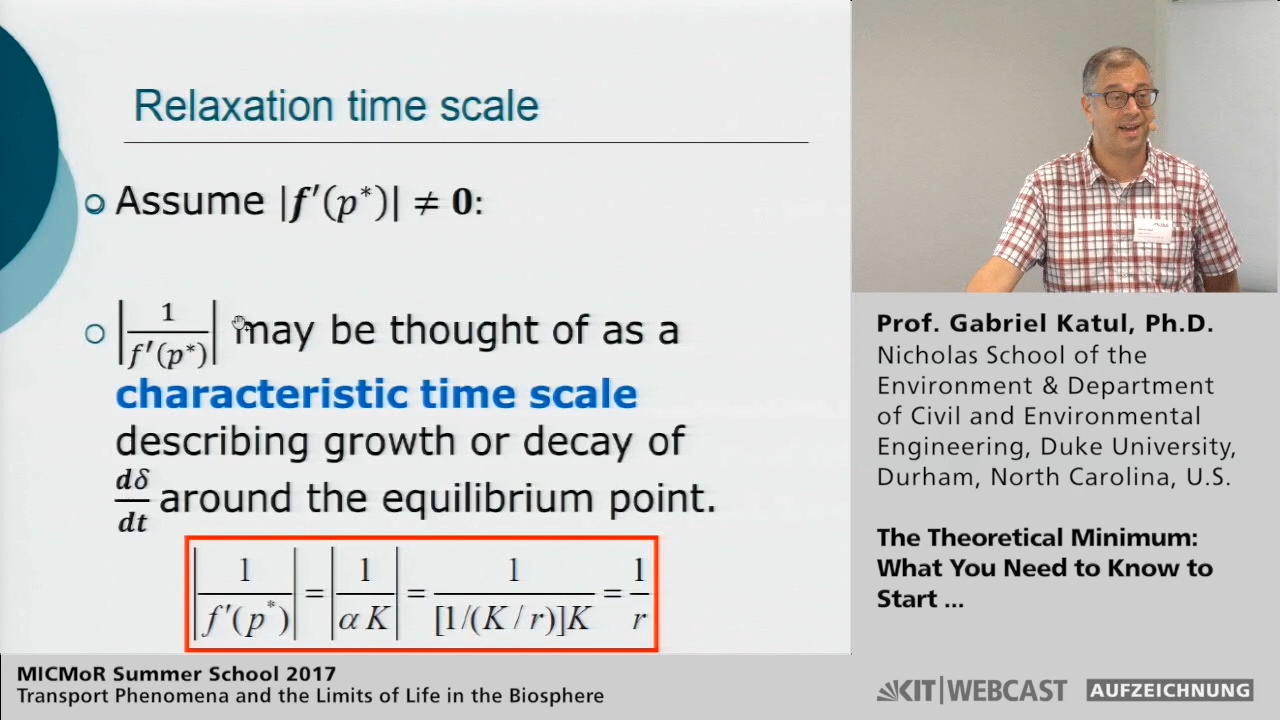 Relaxation time scale
Assume |f′(p*)| ≠ 0:
|1/f′(p*)| may be thought of as a
characteristic time scale
describing growth or decay of
dδ/dt around the equilibrium point.
|1/f′(p*)| = |1/αK| = 1/[1/(K/r)]K = 1/r
Prof. Gabriel Katul, Ph.D.
Nicholas School of the
Environment & Department
of Civil and Environmental
Engineering, Duke University,
Durham, North Carolina, U.S.
The Theoretical Minimum:
What You Need to Know to
Start ...
MICMoR Summer School 2017
Transport Phenomena and the Limits of Life in the Biosphere
KIT|WEBCAST AUFZEICHNUNG